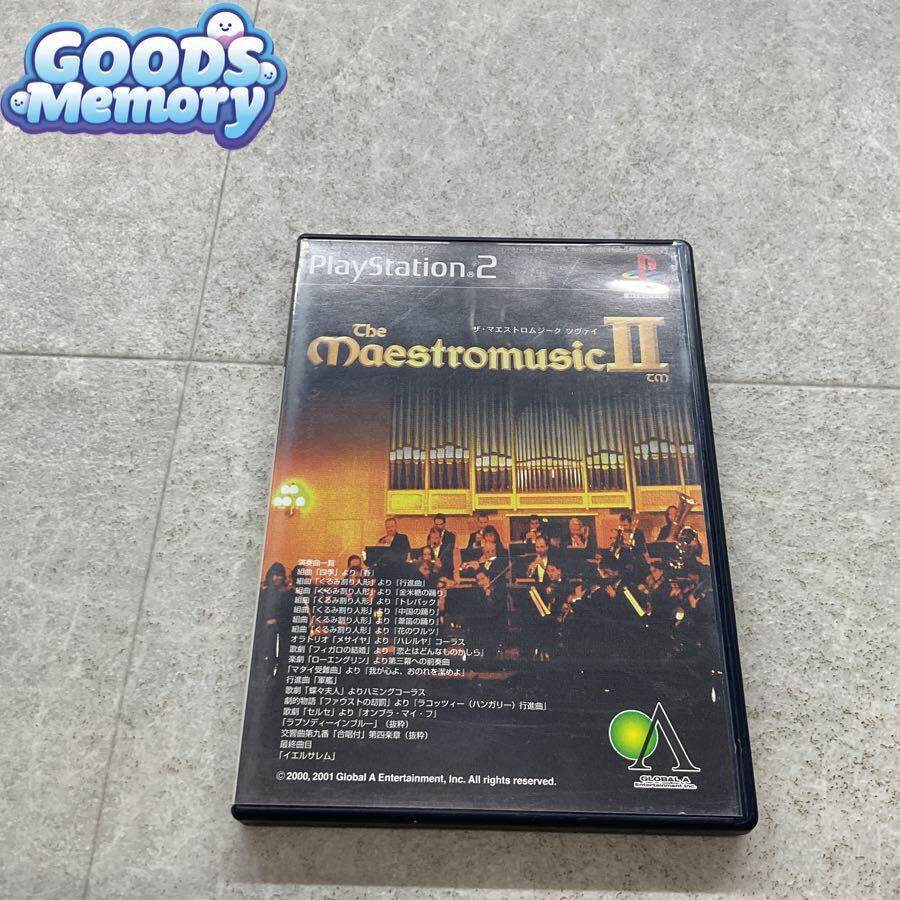 GOODS
Memory
PlayStation®2
ザ・マエストロムジーク ツヴァイ
The
Maestromusic II
TM
演奏曲一覧
組曲「四季」より「春」
組曲「くるみ割り人形」より「行進曲」
組曲「くるみ割り人形」より「金米糖の踊り」
組曲「くるみ割り人形」より「トレパック」
組曲「くるみ割り人形」より「中国の踊り」
組曲「くるみ割り人形」より「葦笛の踊り」
組曲「くるみ割り人形」より「花のワルツ」
オラトリオ「メサイヤ」より「ハレルヤ」コーラス
歌劇「フィガロの結婚」より「恋とはどんなものかしら」
楽劇「ローエングリン」より第三幕への前奏曲
「マタイ受難曲」より「我が心よ、おのれを潔めよ」
行進曲「軍艦」
歌劇「蝶々夫人」よりハミングコーラス
劇的物語「ファウストの劫罰」より「ラコッツィー（ハンガリー）行進曲」
歌劇「セルセ」より「オンブラ・マイ・フ」
「ラプソディーインブルー」（抜粋）
交響曲第九番「合唱付」第四楽章（抜粋）
最終曲目
「イエルサレム」
© 2000, 2001 Global A Entertainment, Inc. All rights reserved.
GLOBAL A
Entertainment, Inc.